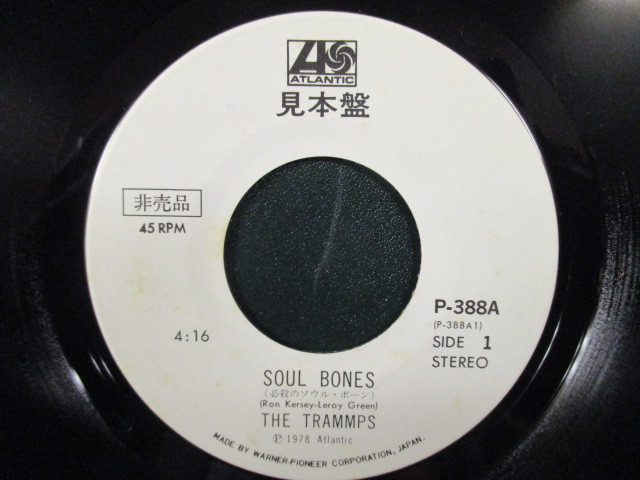 ATLANTIC
見本盤
非売品
45 RPM
P-388A
(P-388A1)
4:16
SIDE 1
STEREO
SOUL BONES
(必殺のソウル・ボーン)
(Ron Kersey-Leroy Green)
THE TRAMMPS
Ⓟ 1978 Atlantic
MADE BY WARNER-PIONEER CORPORATION, JAPAN.